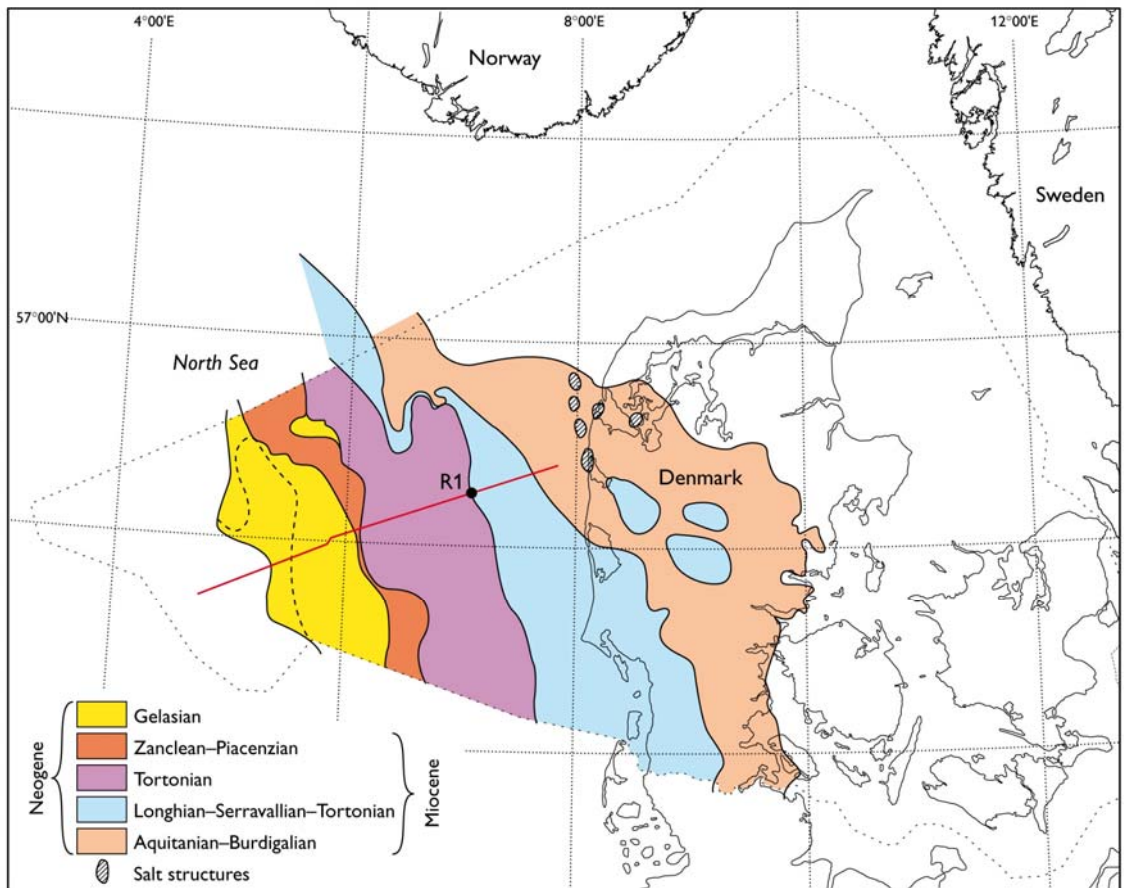 4°00'E
8°00'E
12°00'E
Norway
Sweden
57°00'N
North Sea
R1
Denmark
Neogene
Gelasian
Zanclean–Piacenzian
Tortonian
Longhian–Serravallian–Tortonian
Aquitanian–Burdigalian
Miocene
Salt structures